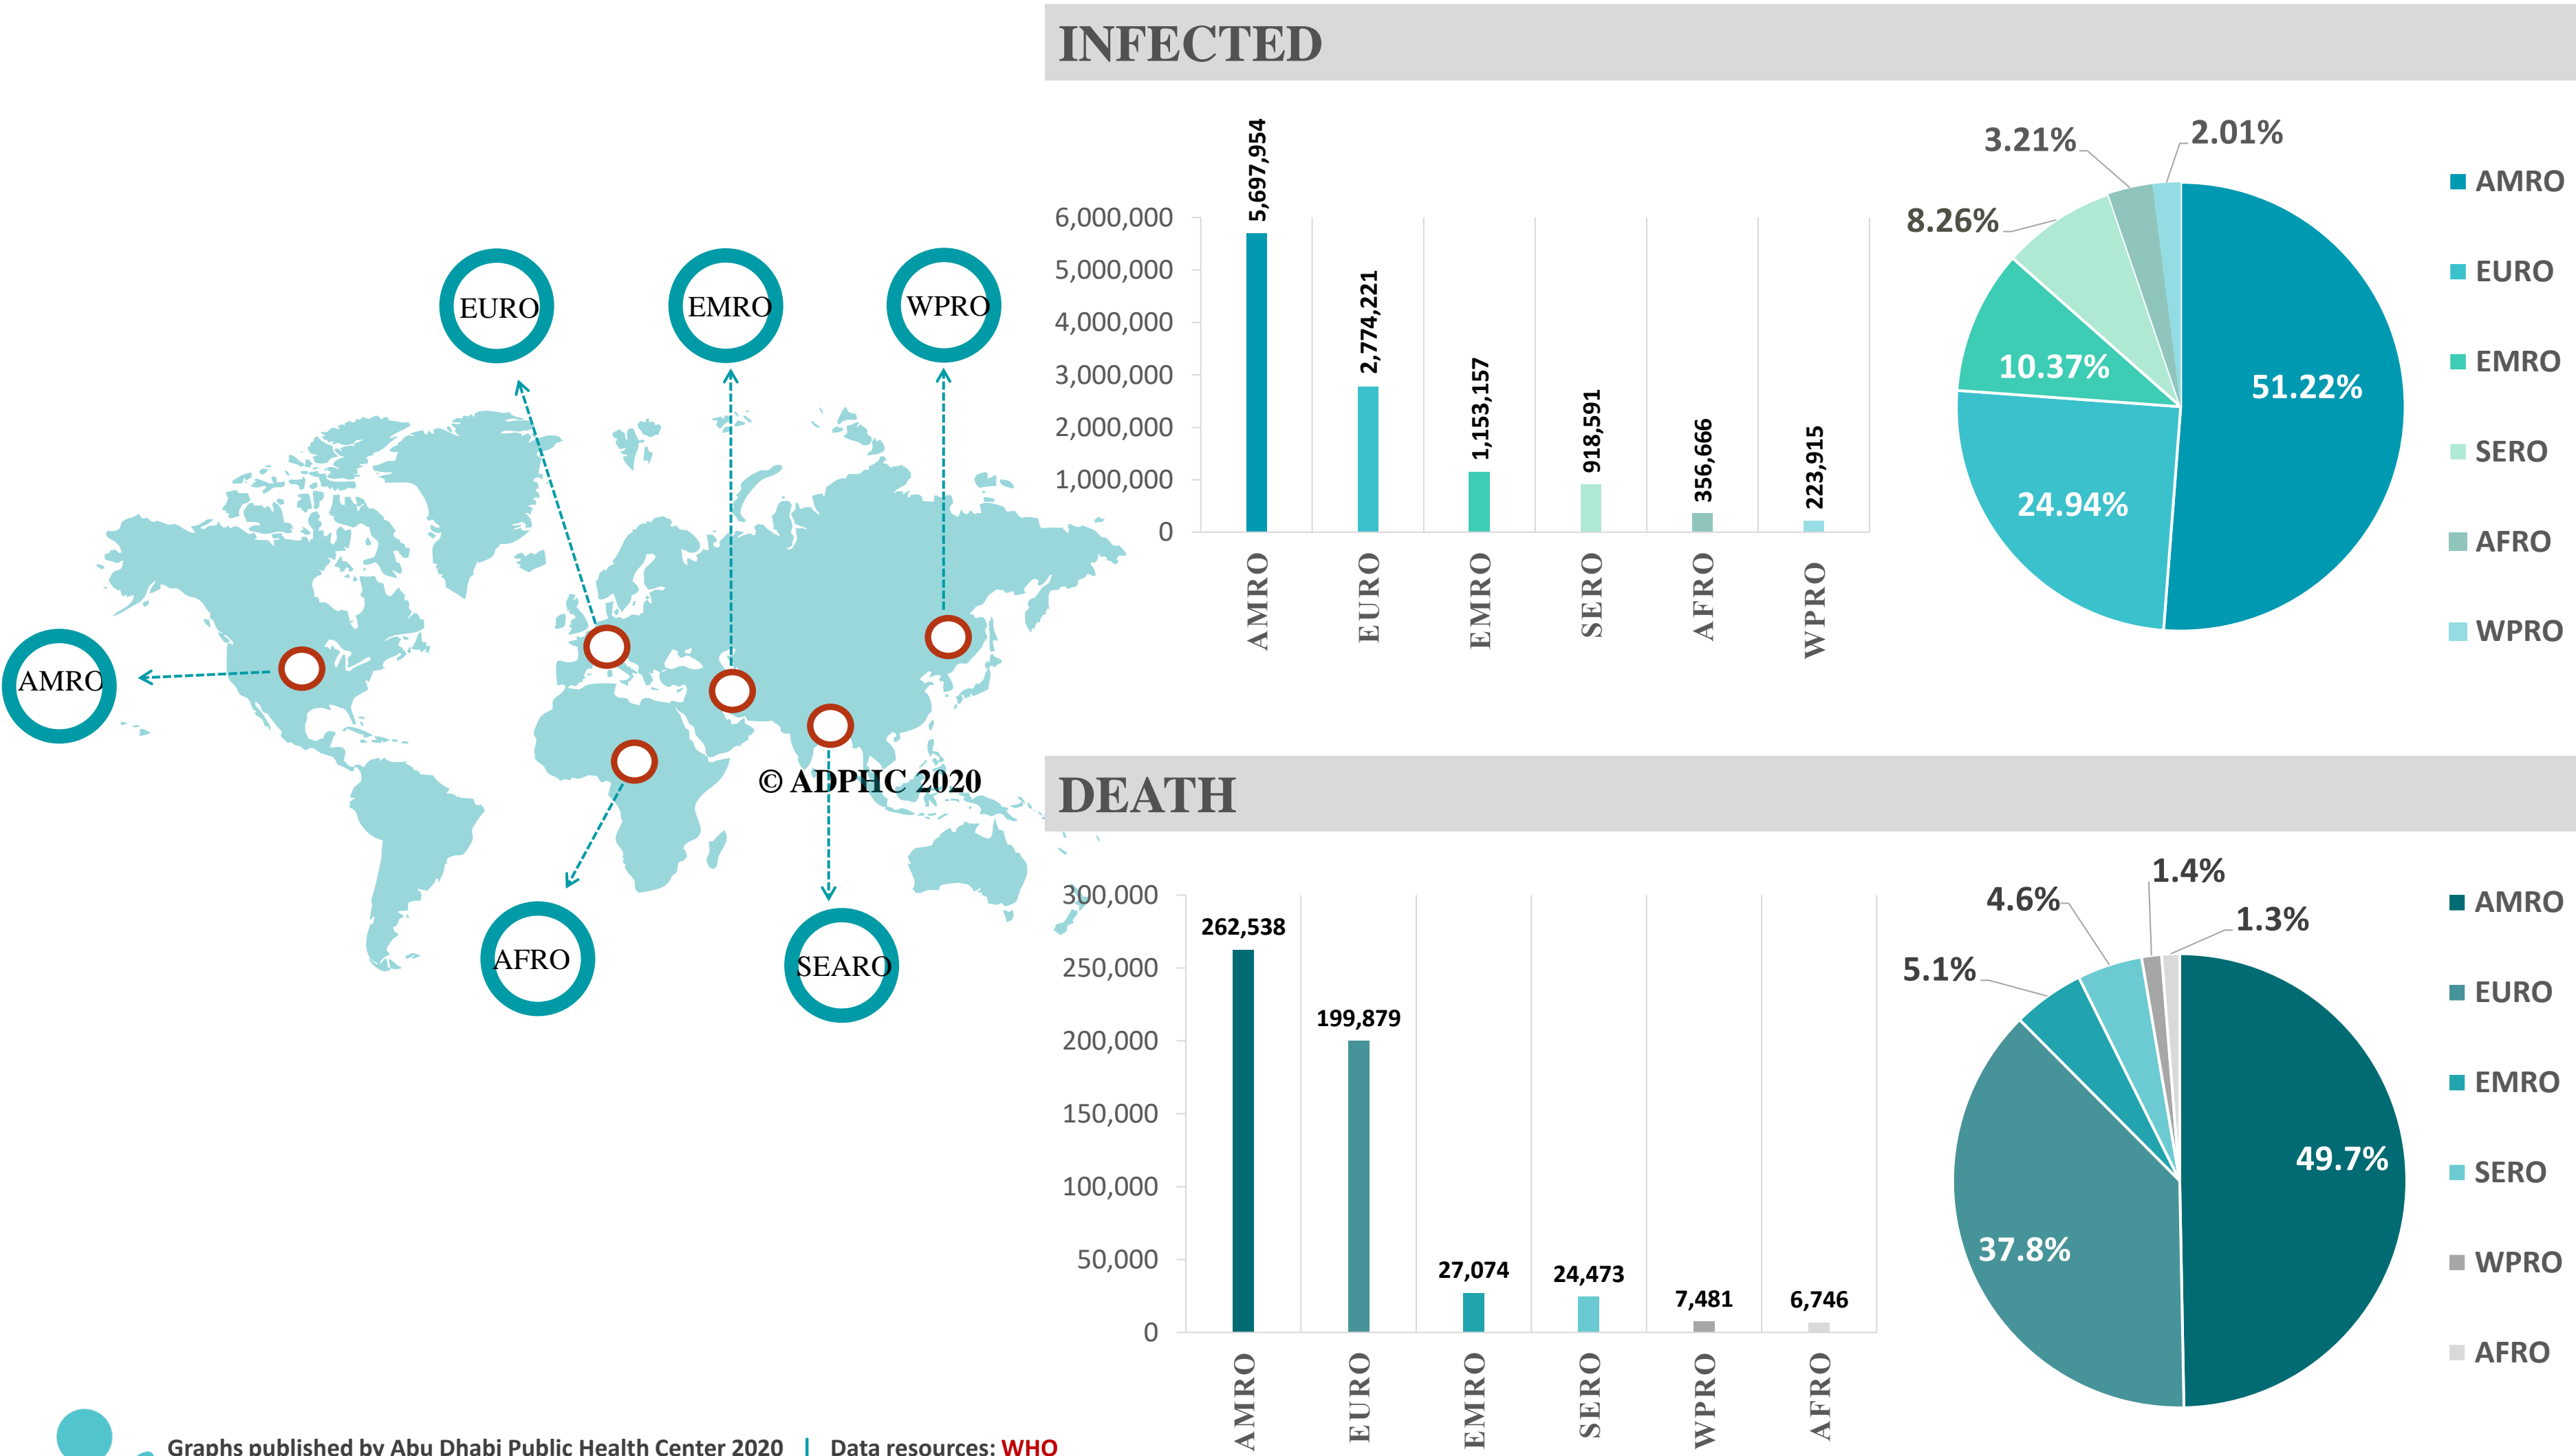 EURO
EMRO
WPRO
AMRO
© ADPHC 2020
AFRO
SEARO
INFECTED
6,000,000
5,000,000
4,000,000
3,000,000
2,000,000
1,000,000
0
5,697,954
2,774,221
1,153,157
918,591
356,666
223,915
AMRO
EURO
EMRO
SERO
AFRO
WPRO
3.21%
2.01%
8.26%
10.37%
51.22%
24.94%
AMRO
EURO
EMRO
SERO
AFRO
WPRO
DEATH
300,000
250,000
200,000
150,000
100,000
50,000
0
262,538
199,879
27,074
24,473
7,481
6,746
AMRO
EURO
EMRO
SERO
WPRO
AFRO
1.4%
4.6%
1.3%
5.1%
49.7%
37.8%
AMRO
EURO
EMRO
SERO
WPRO
AFRO
Graphs published by Abu Dhabi Public Health Center 2020 | Data resources: WHO